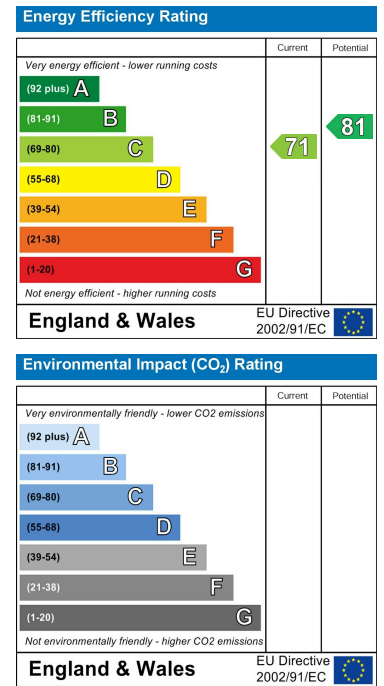 Energy Efficiency Rating
Current Potential
Very energy efficient - lower running costs
(92 plus) A
(81-91) B
(69-80) C
(55-68) D
(39-54) E
(21-38) F
(1-20) G
71
81
Not energy efficient - higher running costs
England & Wales
EU Directive
2002/91/EC
Environmental Impact (CO₂) Rating
Current Potential
Very environmentally friendly - lower CO2 emissions
(92 plus) A
(81-91) B
(69-80) C
(55-68) D
(39-54) E
(21-38) F
(1-20) G
Not environmentally friendly - higher CO2 emissions
England & Wales
EU Directive
2002/91/EC